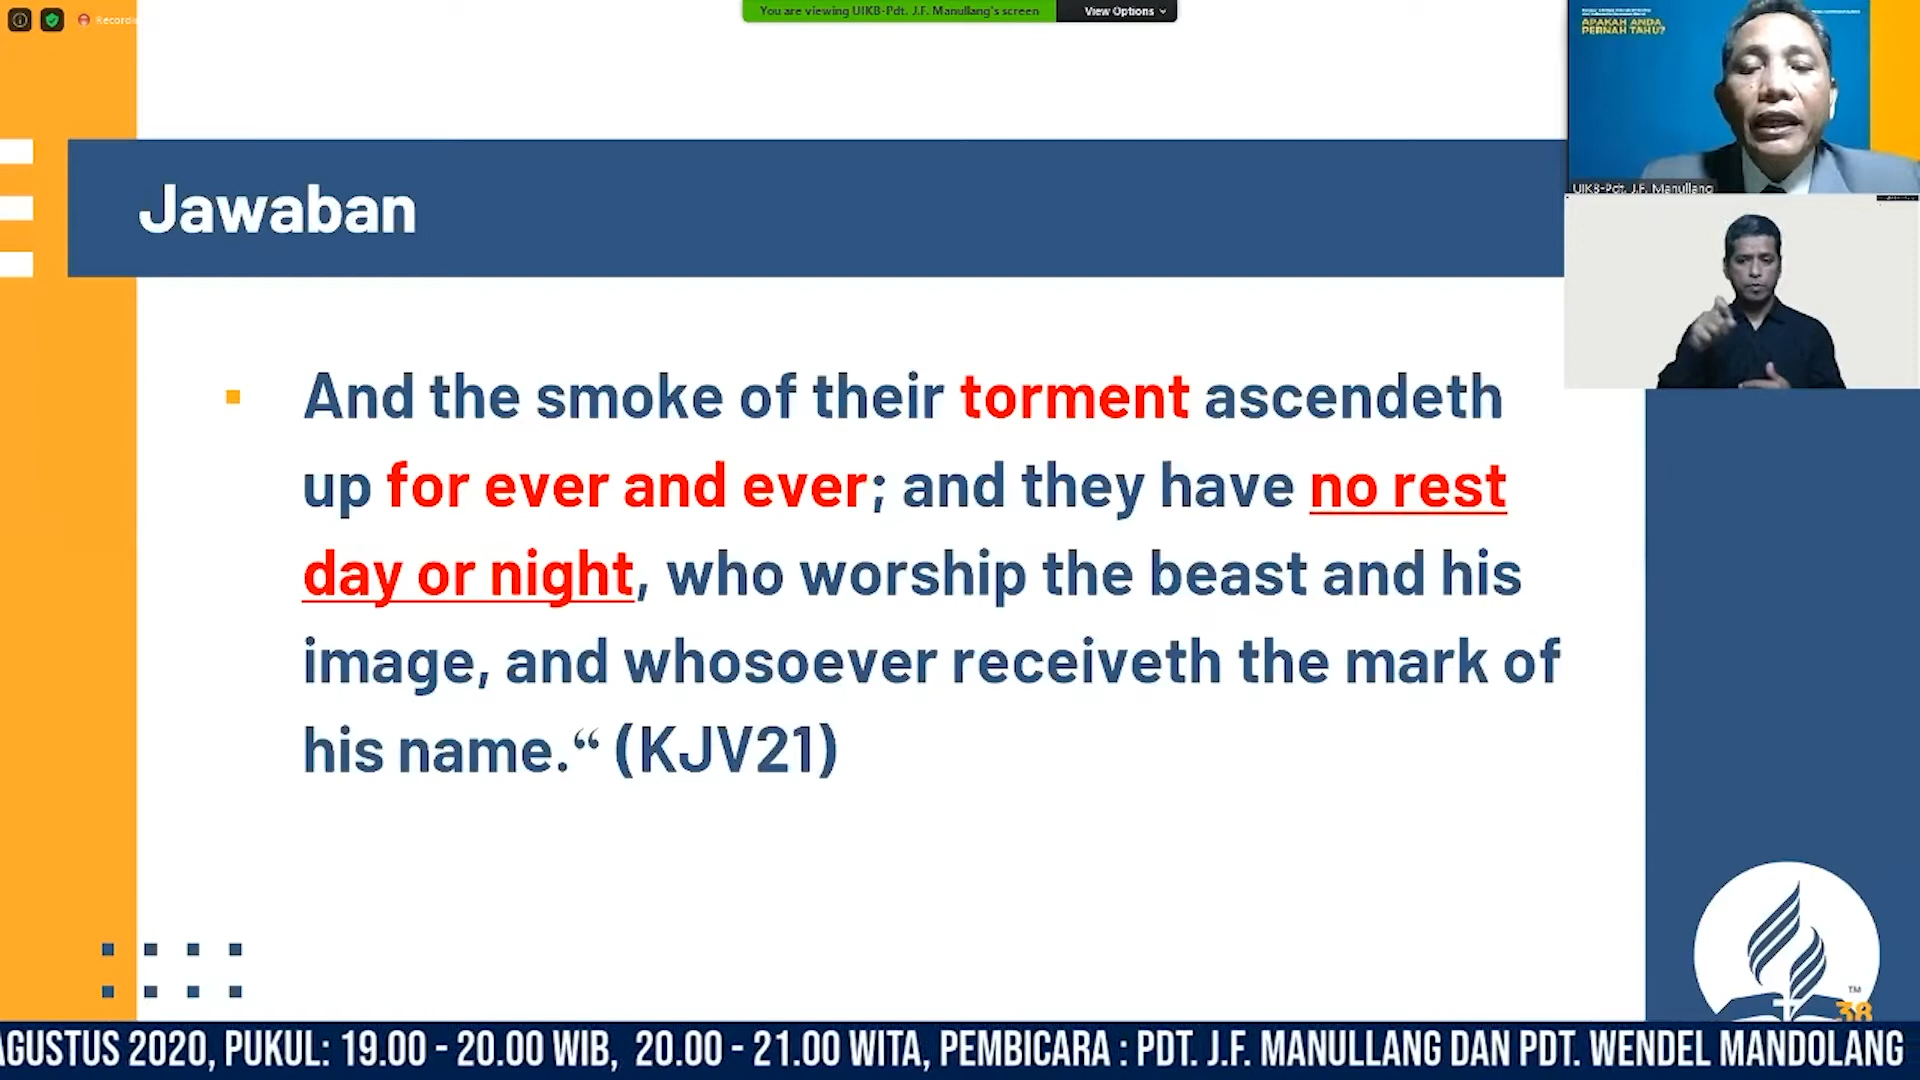 Recordi
You are viewing UIKB-Pdt. J.F. Manullang's screen
View Options
APAKAH ANDA
PERNAH TAHU?
UIKB-Pdt. J.F. Manullang
Jawaban
And the smoke of their torment ascendeth
up for ever and ever; and they have no rest
day or night, who worship the beast and his
image, and whosoever receiveth the mark of
his name.“ (KJV21)
TM
38
AGUSTUS 2020, PUKUL: 19.00 - 20.00 WIB, 20.00 - 21.00 WITA, PEMBICARA : PDT. J.F. MANULLANG DAN PDT. WENDEL MANDOLANG